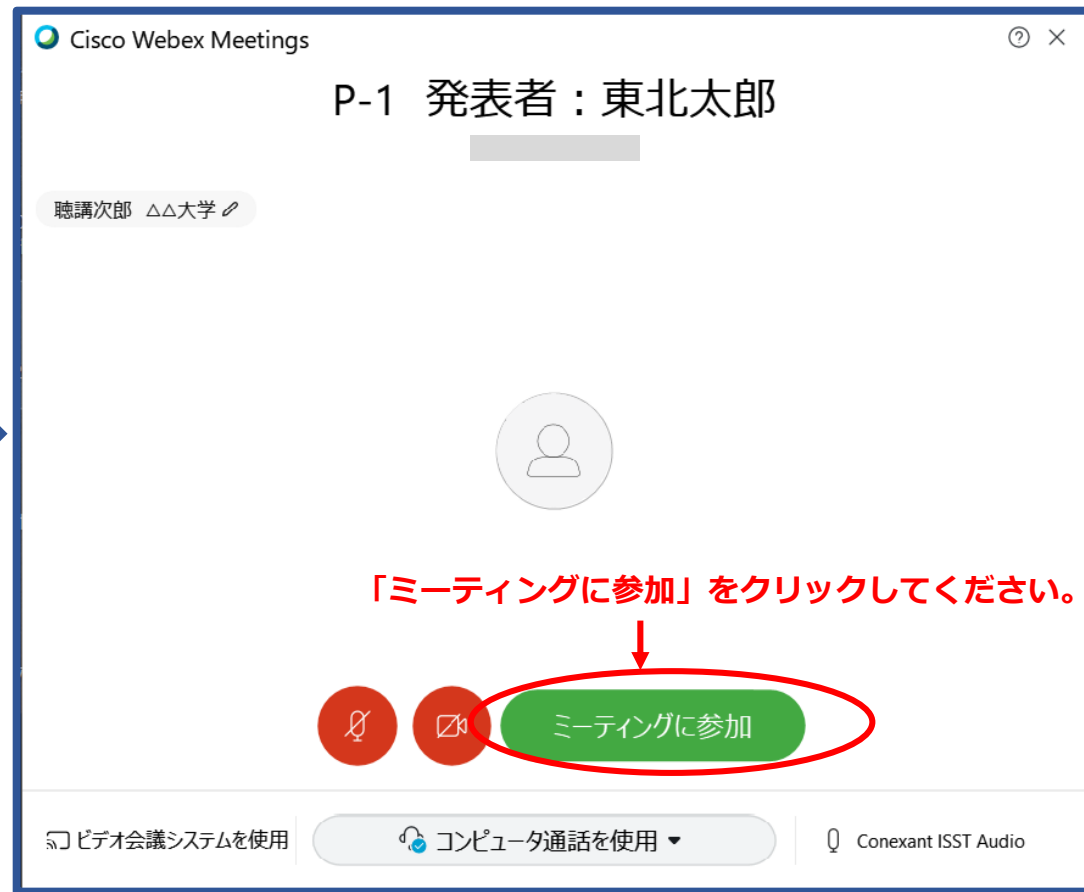 Cisco Webex Meetings
P-1 発表者：東北太郎
聴講次郎 △△大学
「ミーティングに参加」をクリックしてください。
ミーティングに参加
ビデオ会議システムを使用
コンピュータ通話を使用
Conexant ISST Audio